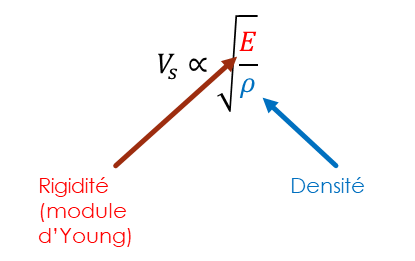 V_s ∝ √(E/ρ)
Rigidité
(module
d'Young)
Densité